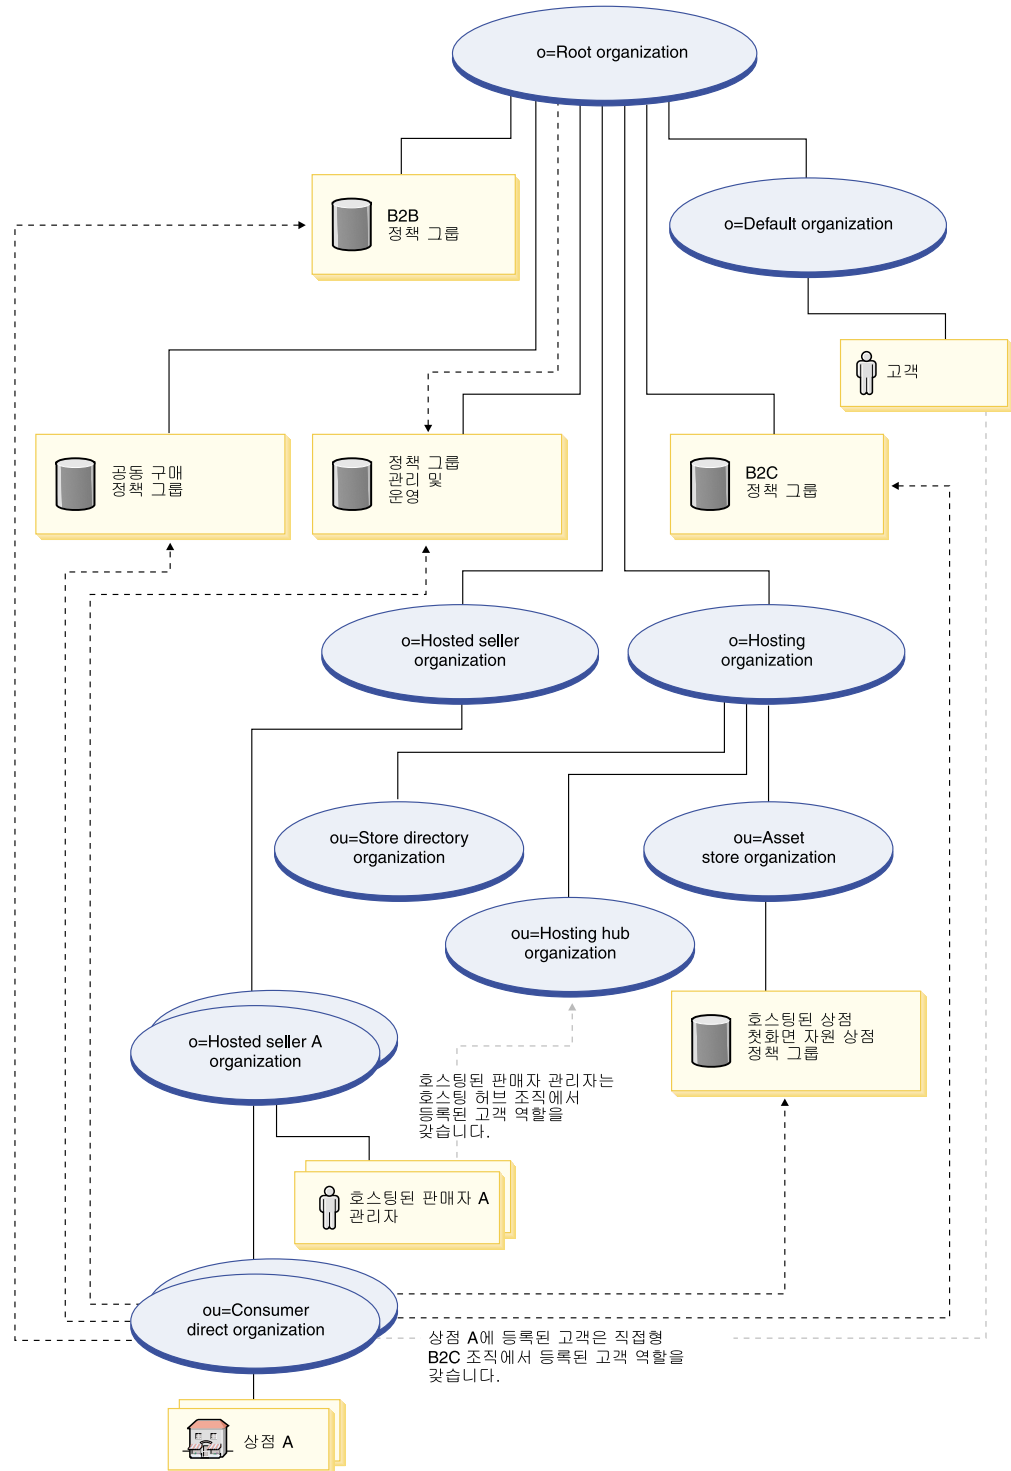 o=Root organization
B2B
정책 그룹
o=Default organization
고객
공동 구매
정책 그룹
정책 그룹
관리 및
운영
B2C
정책 그룹
o=Hosted seller
organization
o=Hosting
organization
ou=Store directory
organization
ou=Asset
store organization
ou=Hosting hub
organization
호스팅된 상점
첫화면 자원 상점
정책 그룹
o=Hosted seller A
organization
호스팅된 판매자 관리자는
호스팅 허브 조직에서
등록된 고객 역할을
갖습니다.
호스팅된 판매자 A
관리자
ou=Consumer
direct organization
상점 A에 등록된 고객은 직접형
B2C 조직에서 등록된 고객 역할을
갖습니다.
상점 A